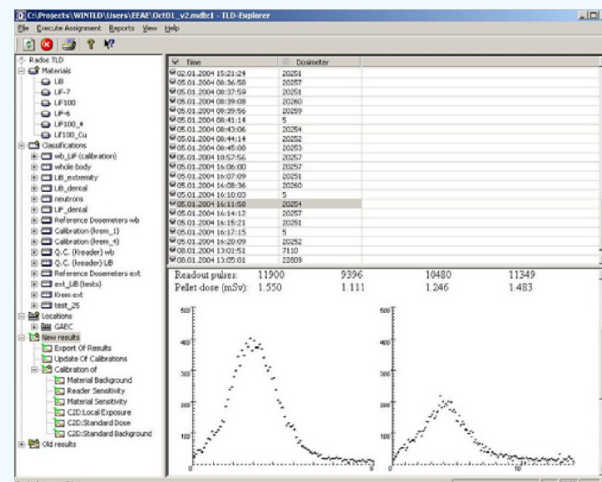 C:\Projects\WINTLD\Users\EEAE\Oct01_v2.mdb:1 - TLD-Explorer
File Execute Assignment Reports View Help
Rados TLD
Materials
LiB
LiF-7
LiF100
LiF-6
LiF100_4
Lif100_Cu
Classifications
wb_LiF (calibration)
whole body
LiB_extremity
LiB_dental
neutrons
LiF_dental
Reference Dosemeters wb
Calibration (krem_1)
Calibration (krem_4)
Q.C. (Kreader) wb
Q.C. (Kreader) LiB
Reference Dosemeters ext
ext_LiB (tests)
Krem ext
test_25
Locations
GAEC
New results
Export Of Results
Update Of Calibrations
Calibration of
Material Background
Reader Sensitivity
Material Sensitivity
C2D:Local Exposure
C2D:Standard Dose
C2D:Standard Background
Old results
Time Dosimeter
02.01.2004 15:21:24 20251
05.01.2004 08:36:58 20257
05.01.2004 08:37:59 20251
05.01.2004 08:39:08 20260
05.01.2004 08:39:56 20259
05.01.2004 08:41:14 5
05.01.2004 08:43:06 20254
05.01.2004 08:44:14 20252
05.01.2004 08:45:08 20253
05.01.2004 10:57:56 20257
05.01.2004 16:06:00 20257
05.01.2004 16:07:09 20251
05.01.2004 16:08:36 20260
05.01.2004 16:10:03 5
05.01.2004 16:11:58 20254
05.01.2004 16:14:12 20257
05.01.2004 16:15:21 20251
05.01.2004 16:17:15 5
05.01.2004 16:20:09 20252
08.01.2004 13:01:51 7110
08.01.2004 13:05:01 22809
Readout pulses: 11900 9396 10480 11349
Pellet dose (mSv): 1.550 1.111 1.246 1.483
500 500
400 400
300 300
200 200
100 100
0 0 10